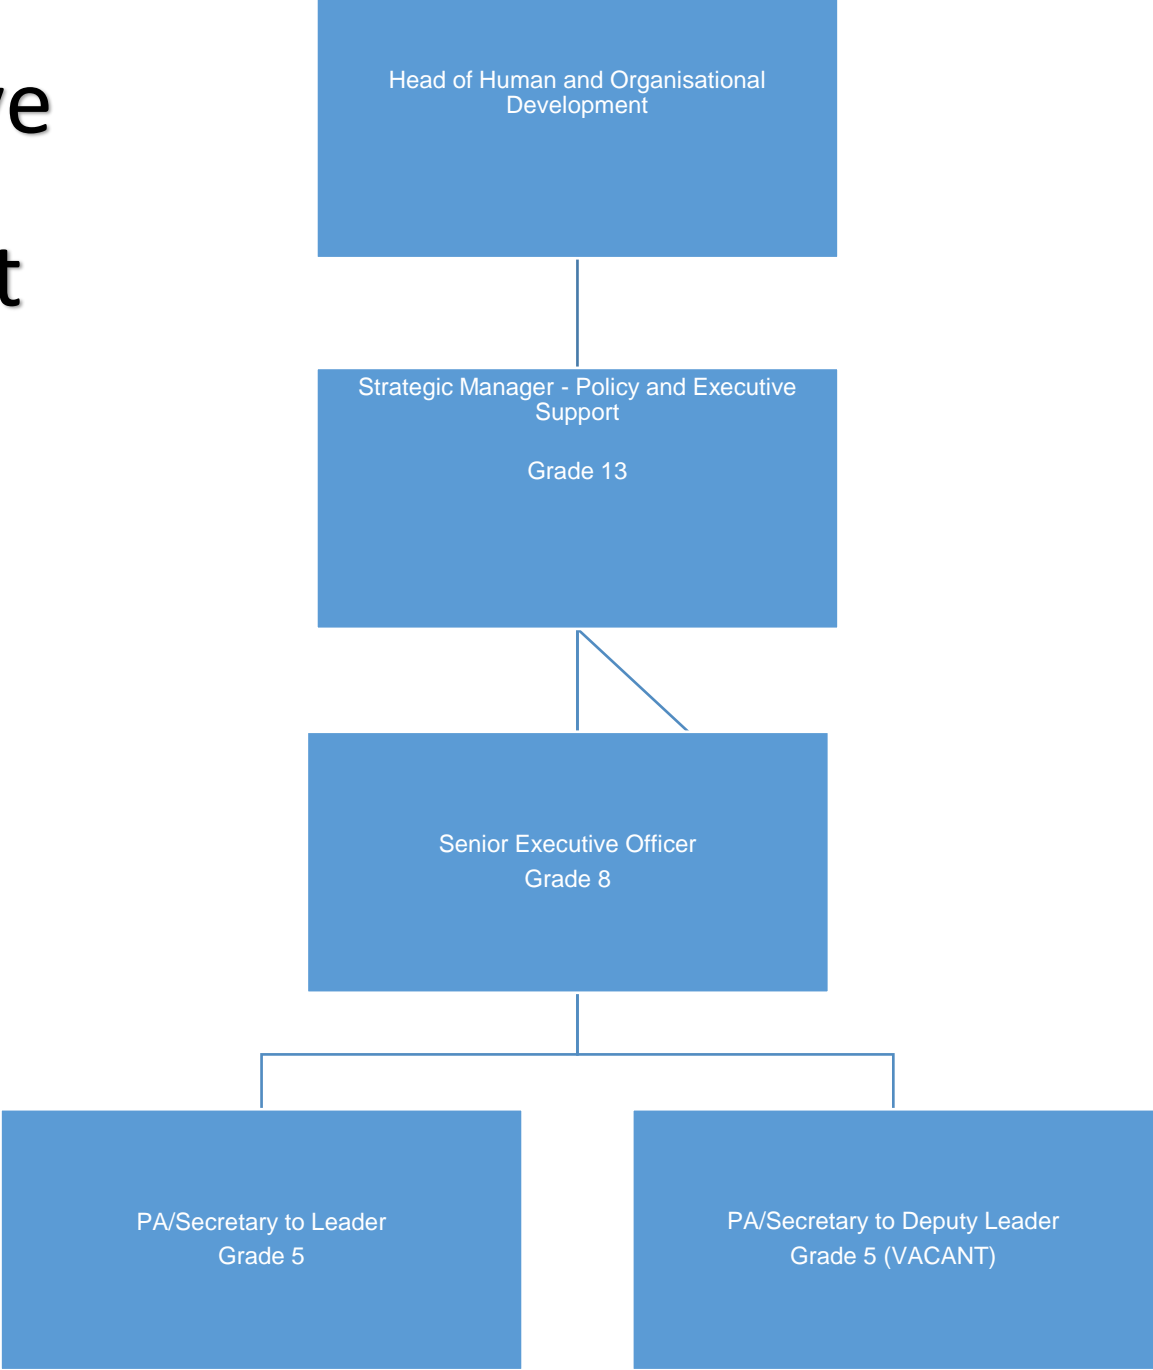 Head of Human and Organisational
Development
Strategic Manager - Policy and Executive
Support
Grade 13
Senior Executive Officer
Grade 8
PA/Secretary to Leader
Grade 5
PA/Secretary to Deputy Leader
Grade 5 (VACANT)